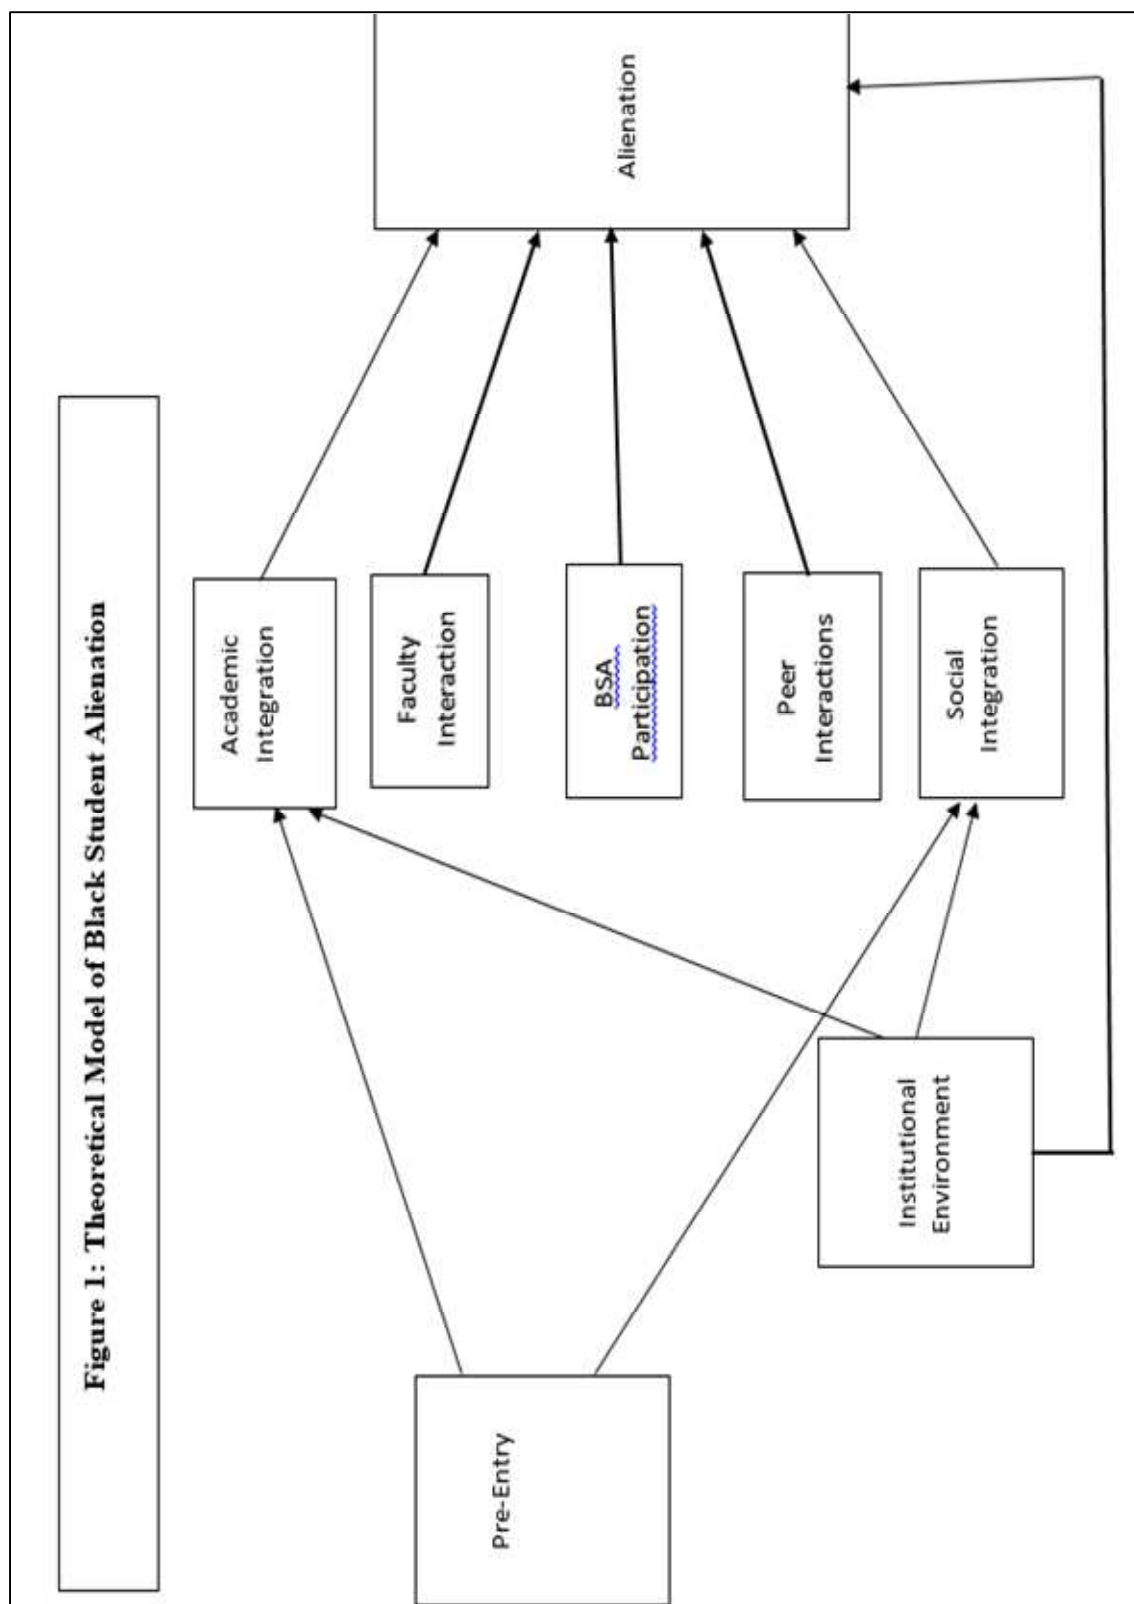 Figure 1: Theoretical Model of Black Student Alienation
Pre-Entry
Institutional
Environment
Academic
Integration
Faculty
Interaction
BSA
Participation
Peer
Interactions
Social
Integration
Alienation